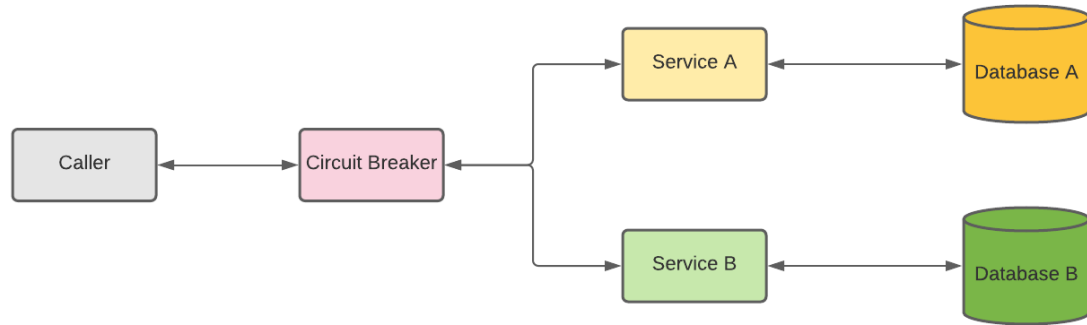 Caller
Circuit Breaker
Service A
Database A
Service B
Database B